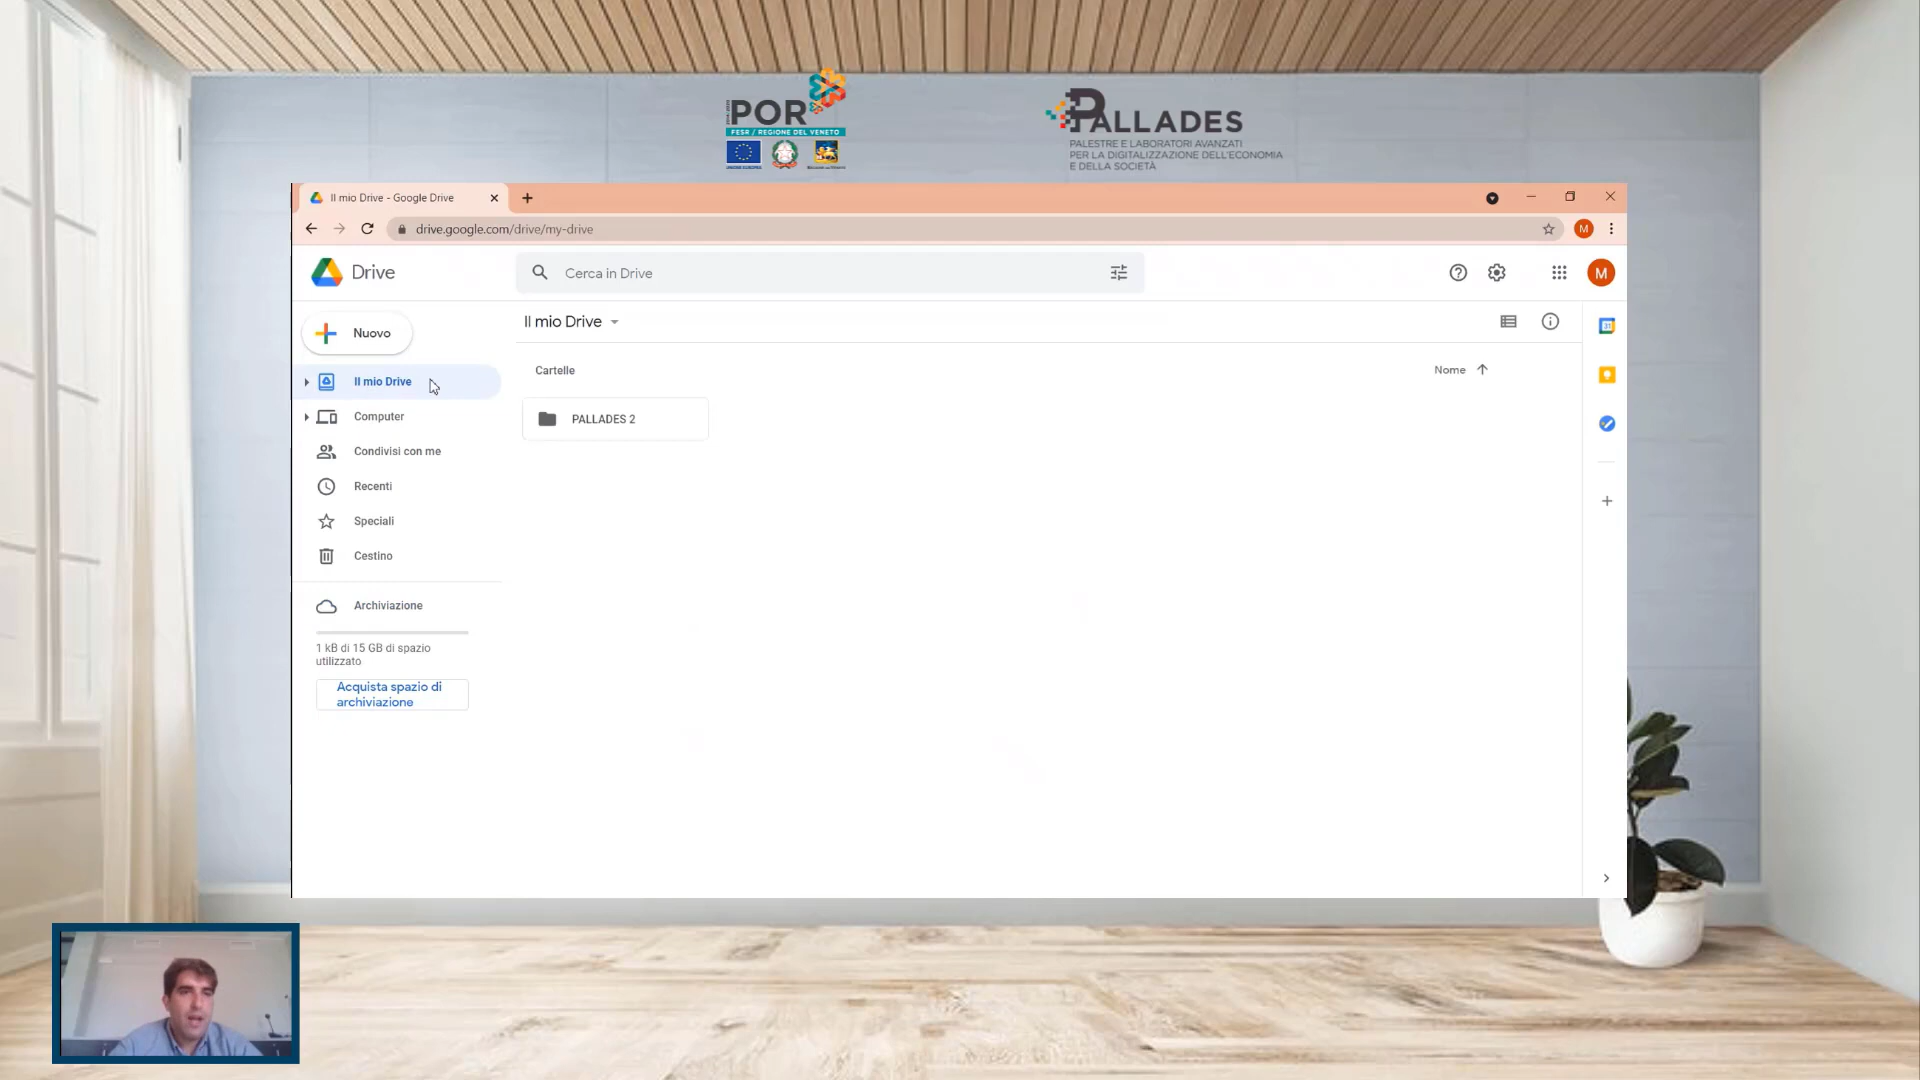 POR
FESR / REGIONE DEL VENETO
PALLADES
PALESTRE E LABORATORI AVANZATI
PER LA DIGITALIZZAZIONE DELL'ECONOMIA
E DELLA SOCIETÀ
Il mio Drive - Google Drive
drive.google.com/drive/my-drive
M
Drive
Cerca in Drive
M
Nuovo
Il mio Drive
31
Il mio Drive
Cartelle
Nome
Computer
PALLADES 2
Condivisi con me
Recenti
Speciali
Cestino
Archiviazione
1 kB di 15 GB di spazio
utilizzato
Acquista spazio di
archiviazione